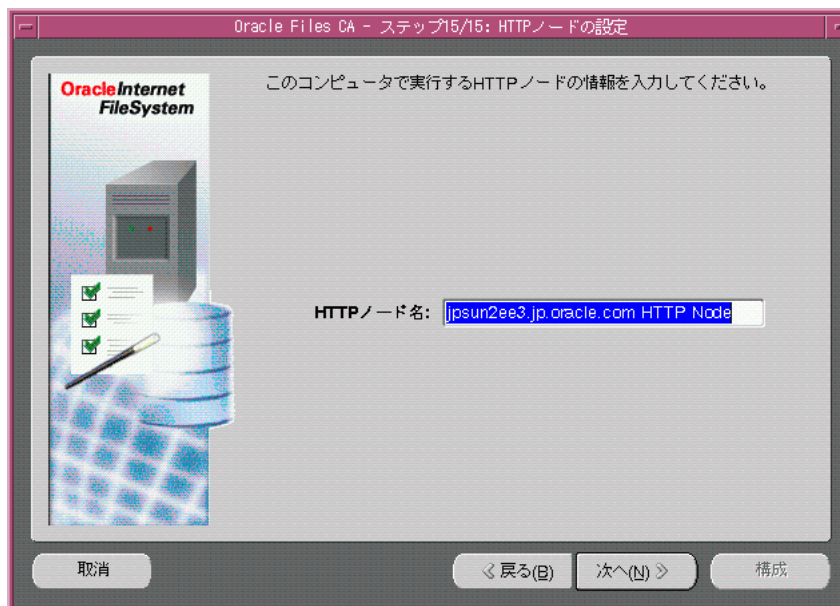 Oracle Files CA - ステップ15/15: HTTPノードの設定
OracleInternet
FileSystem
このコンピュータで実行するHTTPノードの情報を入力してください。
HTTPノード名: jpsun2ee3.jp.oracle.com HTTP Node
取消
戻る(B)
次へ(N)
構成